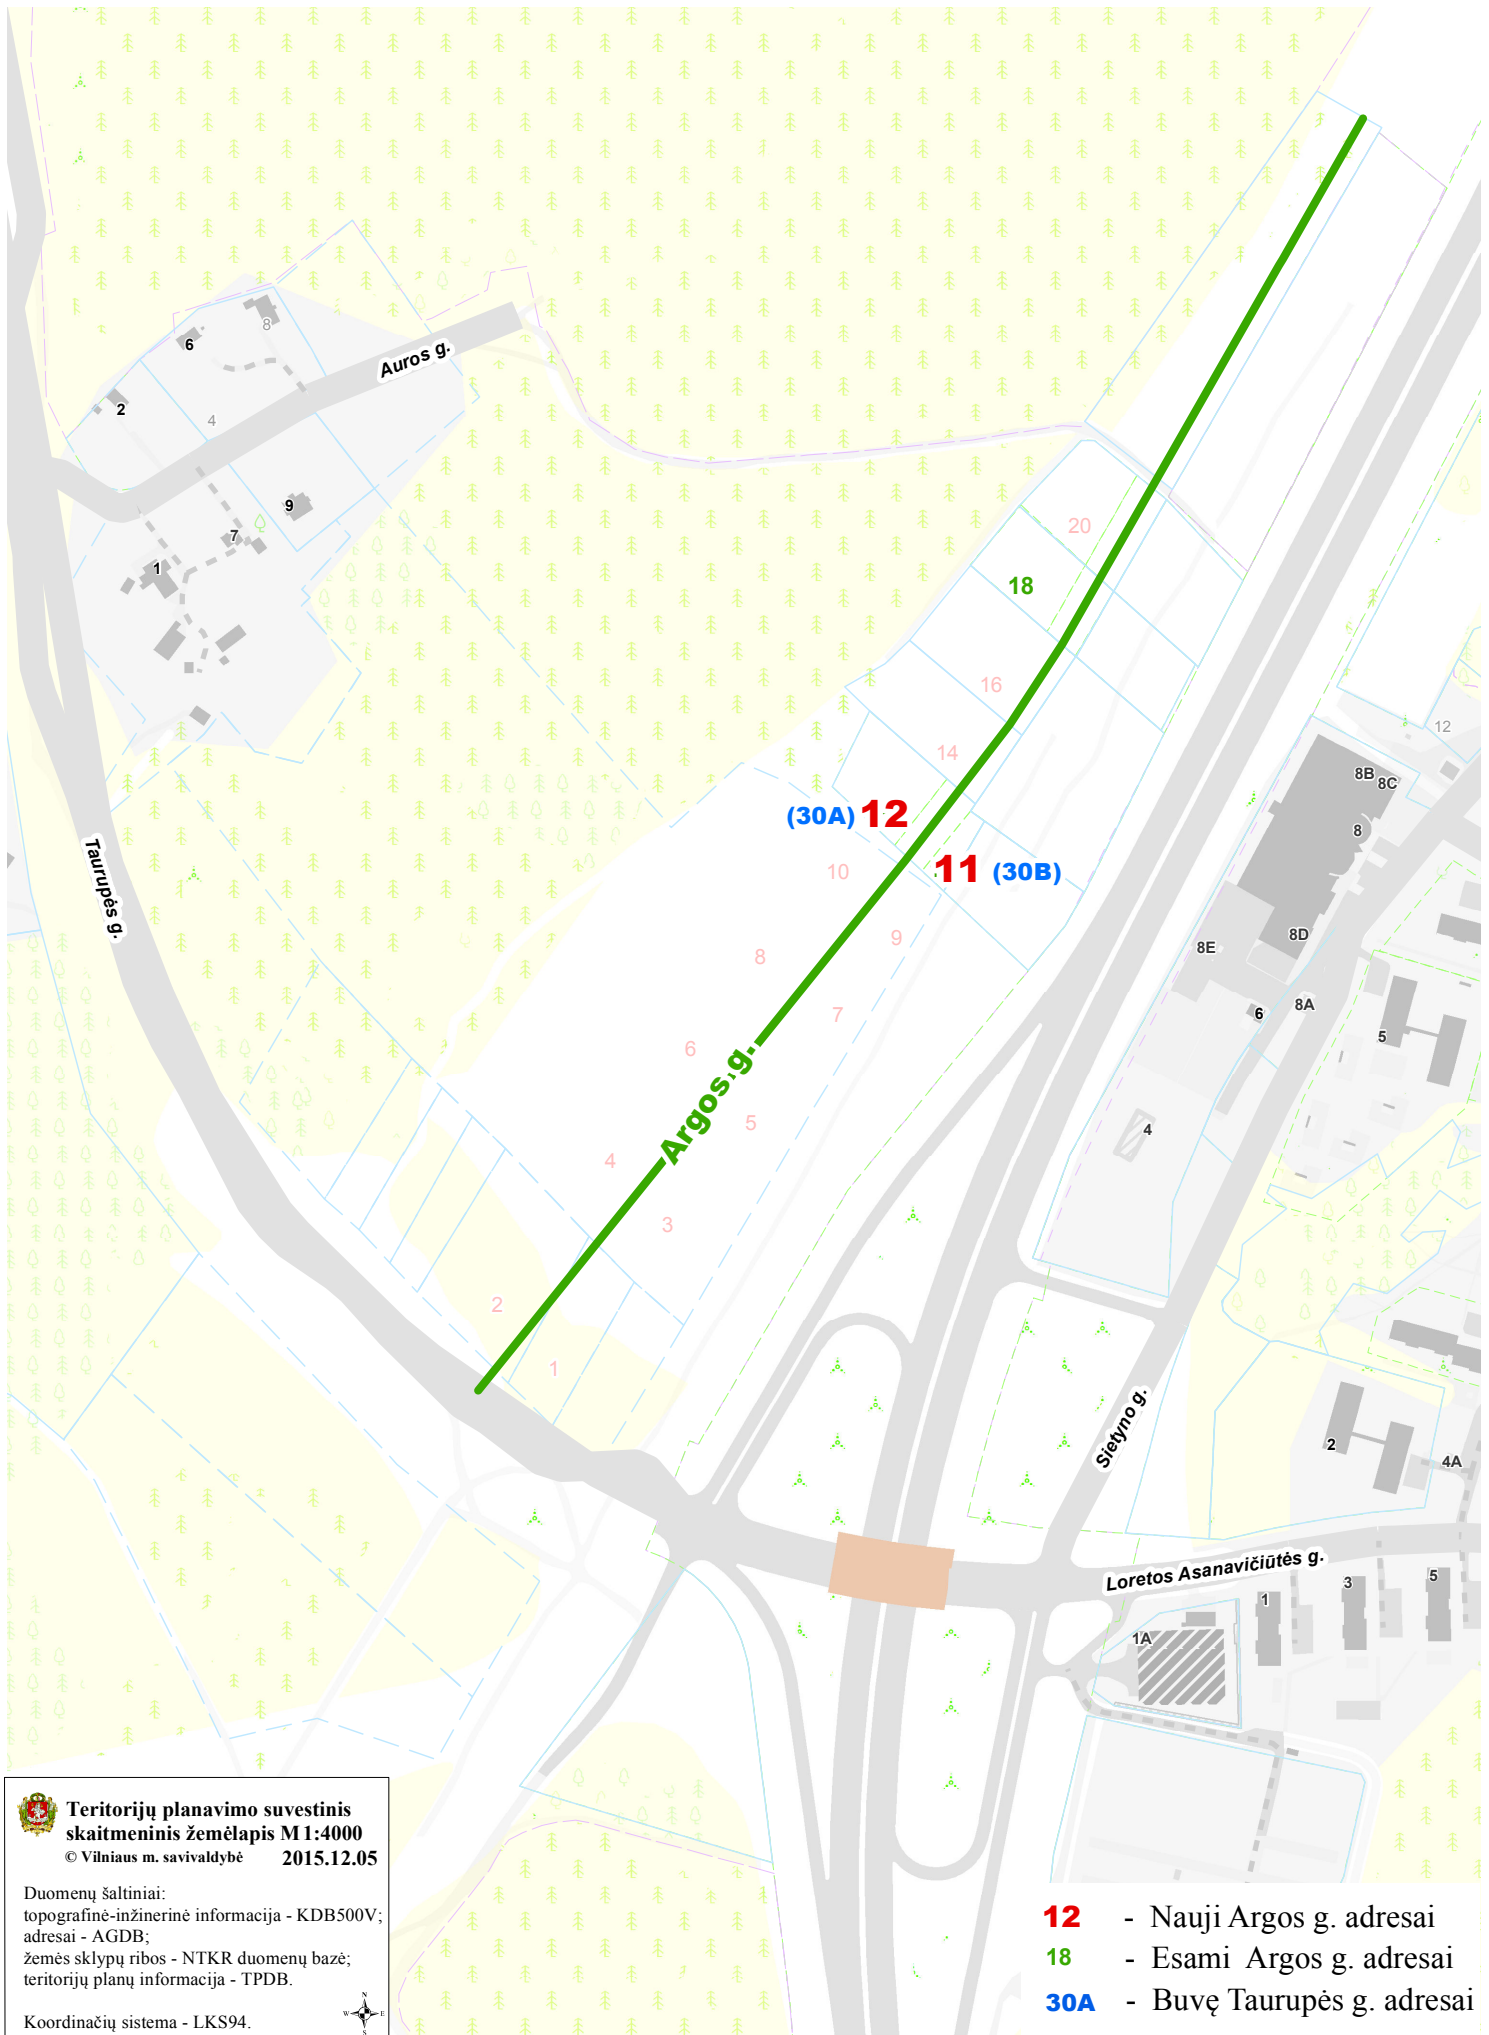 8
6
Auros g.
2
4
9
7
1
20
18
16
14
(30A) 12
11 (30B)
10
9
8
7
6
Argos g.
5
4
3
2
1
Taurupės g.
12
8B
8C
8
8D
8E
8A
6
5
4
Sietyno g.
2
4A
Loretos Asanavičiūtės g.
1
3
5
1A
Teritorijų planavimo suvestinis
skaitmeninis žemėlapis M 1:4000
© Vilniaus m. savivaldybė 2015.12.05
Duomenų šaltiniai:
topografinė-inžinerinė informacija - KDB500V;
adresai - AGDB;
žemės sklypų ribos - NTKR duomenų bazė;
teritorijų planų informacija - TPDB.
Koordinačių sistema - LKS94.
N
W E
S
12 - Nauji Argos g. adresai
18 - Esami Argos g. adresai
30A - Buvę Taurupės g. adresai